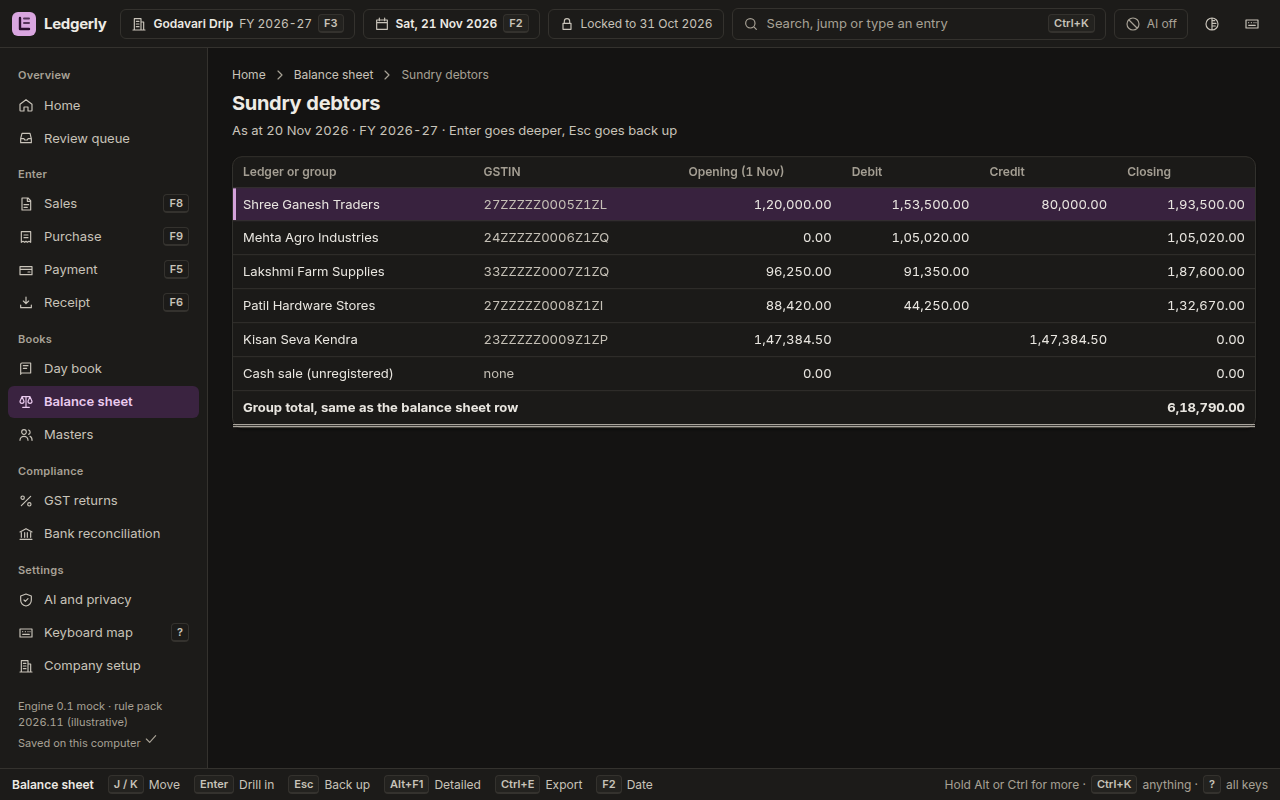 Ledgerly
Godavari Drip FY 2026-27 F3
Sat, 21 Nov 2026 F2
Locked to 31 Oct 2026
Search, jump or type an entry Ctrl+K
AI off
Overview
Home
Review queue
Enter
Sales F8
Purchase F9
Payment F5
Receipt F6
Books
Day book
Balance sheet
Masters
Compliance
GST returns
Bank reconciliation
Settings
AI and privacy
Keyboard map ?
Company setup
Engine 0.1 mock · rule pack
2026.11 (illustrative)
Saved on this computer
Home > Balance sheet > Sundry debtors
Sundry debtors
As at 20 Nov 2026 · FY 2026-27 · Enter goes deeper, Esc goes back up
Ledger or group GSTIN Opening (1 Nov) Debit Credit Closing
Shree Ganesh Traders 27ZZZZZ0005Z1ZL 1,20,000.00 1,53,500.00 80,000.00 1,93,500.00
Mehta Agro Industries 24ZZZZZ0006Z1ZQ 0.00 1,05,020.00 1,05,020.00
Lakshmi Farm Supplies 33ZZZZZ0007Z1ZQ 96,250.00 91,350.00 1,87,600.00
Patil Hardware Stores 27ZZZZZ0008Z1ZI 88,420.00 44,250.00 1,32,670.00
Kisan Seva Kendra 23ZZZZZ0009Z1ZP 1,47,384.50 1,47,384.50 0.00
Cash sale (unregistered) none 0.00 0.00
Group total, same as the balance sheet row 6,18,790.00
Balance sheet J / K Move Enter Drill in Esc Back up Alt+F1 Detailed Ctrl+E Export F2 Date
Hold Alt or Ctrl for more · Ctrl+K anything · ? all keys